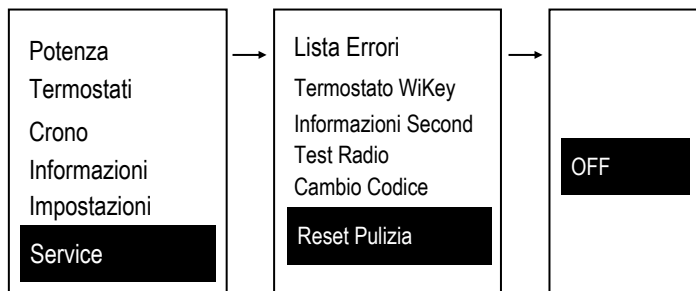 Potenza
Termostati
Crono
Informazioni
Impostazioni
Service
Lista Errori
Termostato WiKey
Informazioni Second
Test Radio
Cambio Codice
Reset Pulizia
OFF